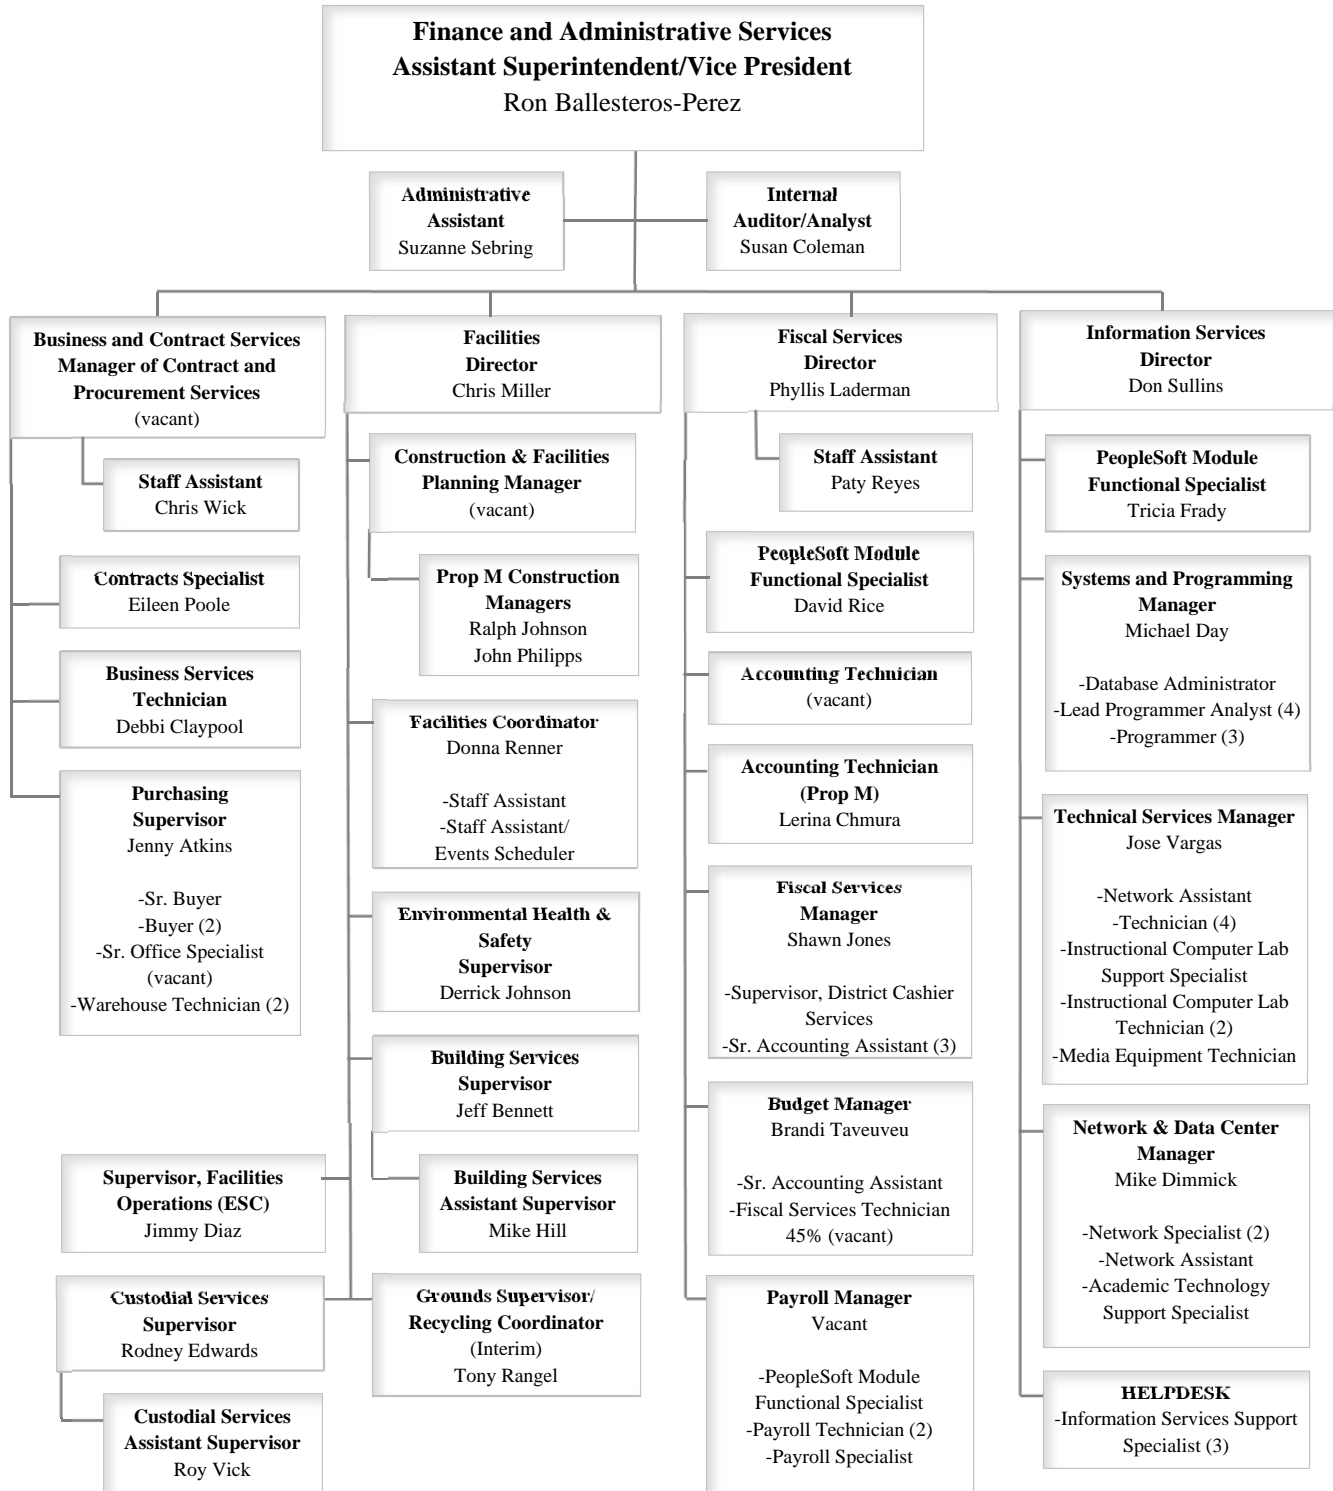 Finance and Administrative Services
Assistant Superintendent/Vice President
Ron Ballesteros-Perez
Administrative
Assistant
Suzanne Sebring
Internal
Auditor/Analyst
Susan Coleman
Business and Contract Services
Manager of Contract and
Procurement Services
(vacant)
Staff Assistant
Chris Wick
Contracts Specialist
Eileen Poole
Business Services
Technician
Debbi Claypool
Purchasing
Supervisor
Jenny Atkins
-Sr. Buyer
-Buyer (2)
-Sr. Office Specialist
(vacant)
-Warehouse Technician (2)
Facilities
Director
Chris Miller
Construction & Facilities
Planning Manager
(vacant)
Prop M Construction
Managers
Ralph Johnson
John Philipps
Facilities Coordinator
Donna Renner
-Staff Assistant
-Staff Assistant/
Events Scheduler
Environmental Health &
Safety
Supervisor
Derrick Johnson
Building Services
Supervisor
Jeff Bennett
Building Services
Assistant Supervisor
Mike Hill
Supervisor, Facilities
Operations (ESC)
Jimmy Diaz
Custodial Services
Supervisor
Rodney Edwards
Custodial Services
Assistant Supervisor
Roy Vick
Grounds Supervisor/
Recycling Coordinator
(Interim)
Tony Rangel
Fiscal Services
Director
Phyllis Laderman
Staff Assistant
Paty Reyes
PeopleSoft Module
Functional Specialist
David Rice
Accounting Technician
(vacant)
Accounting Technician
(Prop M)
Lerina Chmura
Fiscal Services
Manager
Shawn Jones
-Supervisor, District Cashier
Services
-Sr. Accounting Assistant (3)
Budget Manager
Brandi Taveuveu
-Sr. Accounting Assistant
-Fiscal Services Technician
45% (vacant)
Payroll Manager
Vacant
-PeopleSoft Module
Functional Specialist
-Payroll Technician (2)
-Payroll Specialist
Information Services
Director
Don Sullins
PeopleSoft Module
Functional Specialist
Tricia Frady
Systems and Programming
Manager
Michael Day
-Database Administrator
-Lead Programmer Analyst (4)
-Programmer (3)
Technical Services Manager
Jose Vargas
-Network Assistant
-Technician (4)
-Instructional Computer Lab
Support Specialist
-Instructional Computer Lab
Technician (2)
-Media Equipment Technician
Network & Data Center
Manager
Mike Dimmick
-Network Specialist (2)
-Network Assistant
-Academic Technology
Support Specialist
HELPDESK
-Information Services Support
Specialist (3)